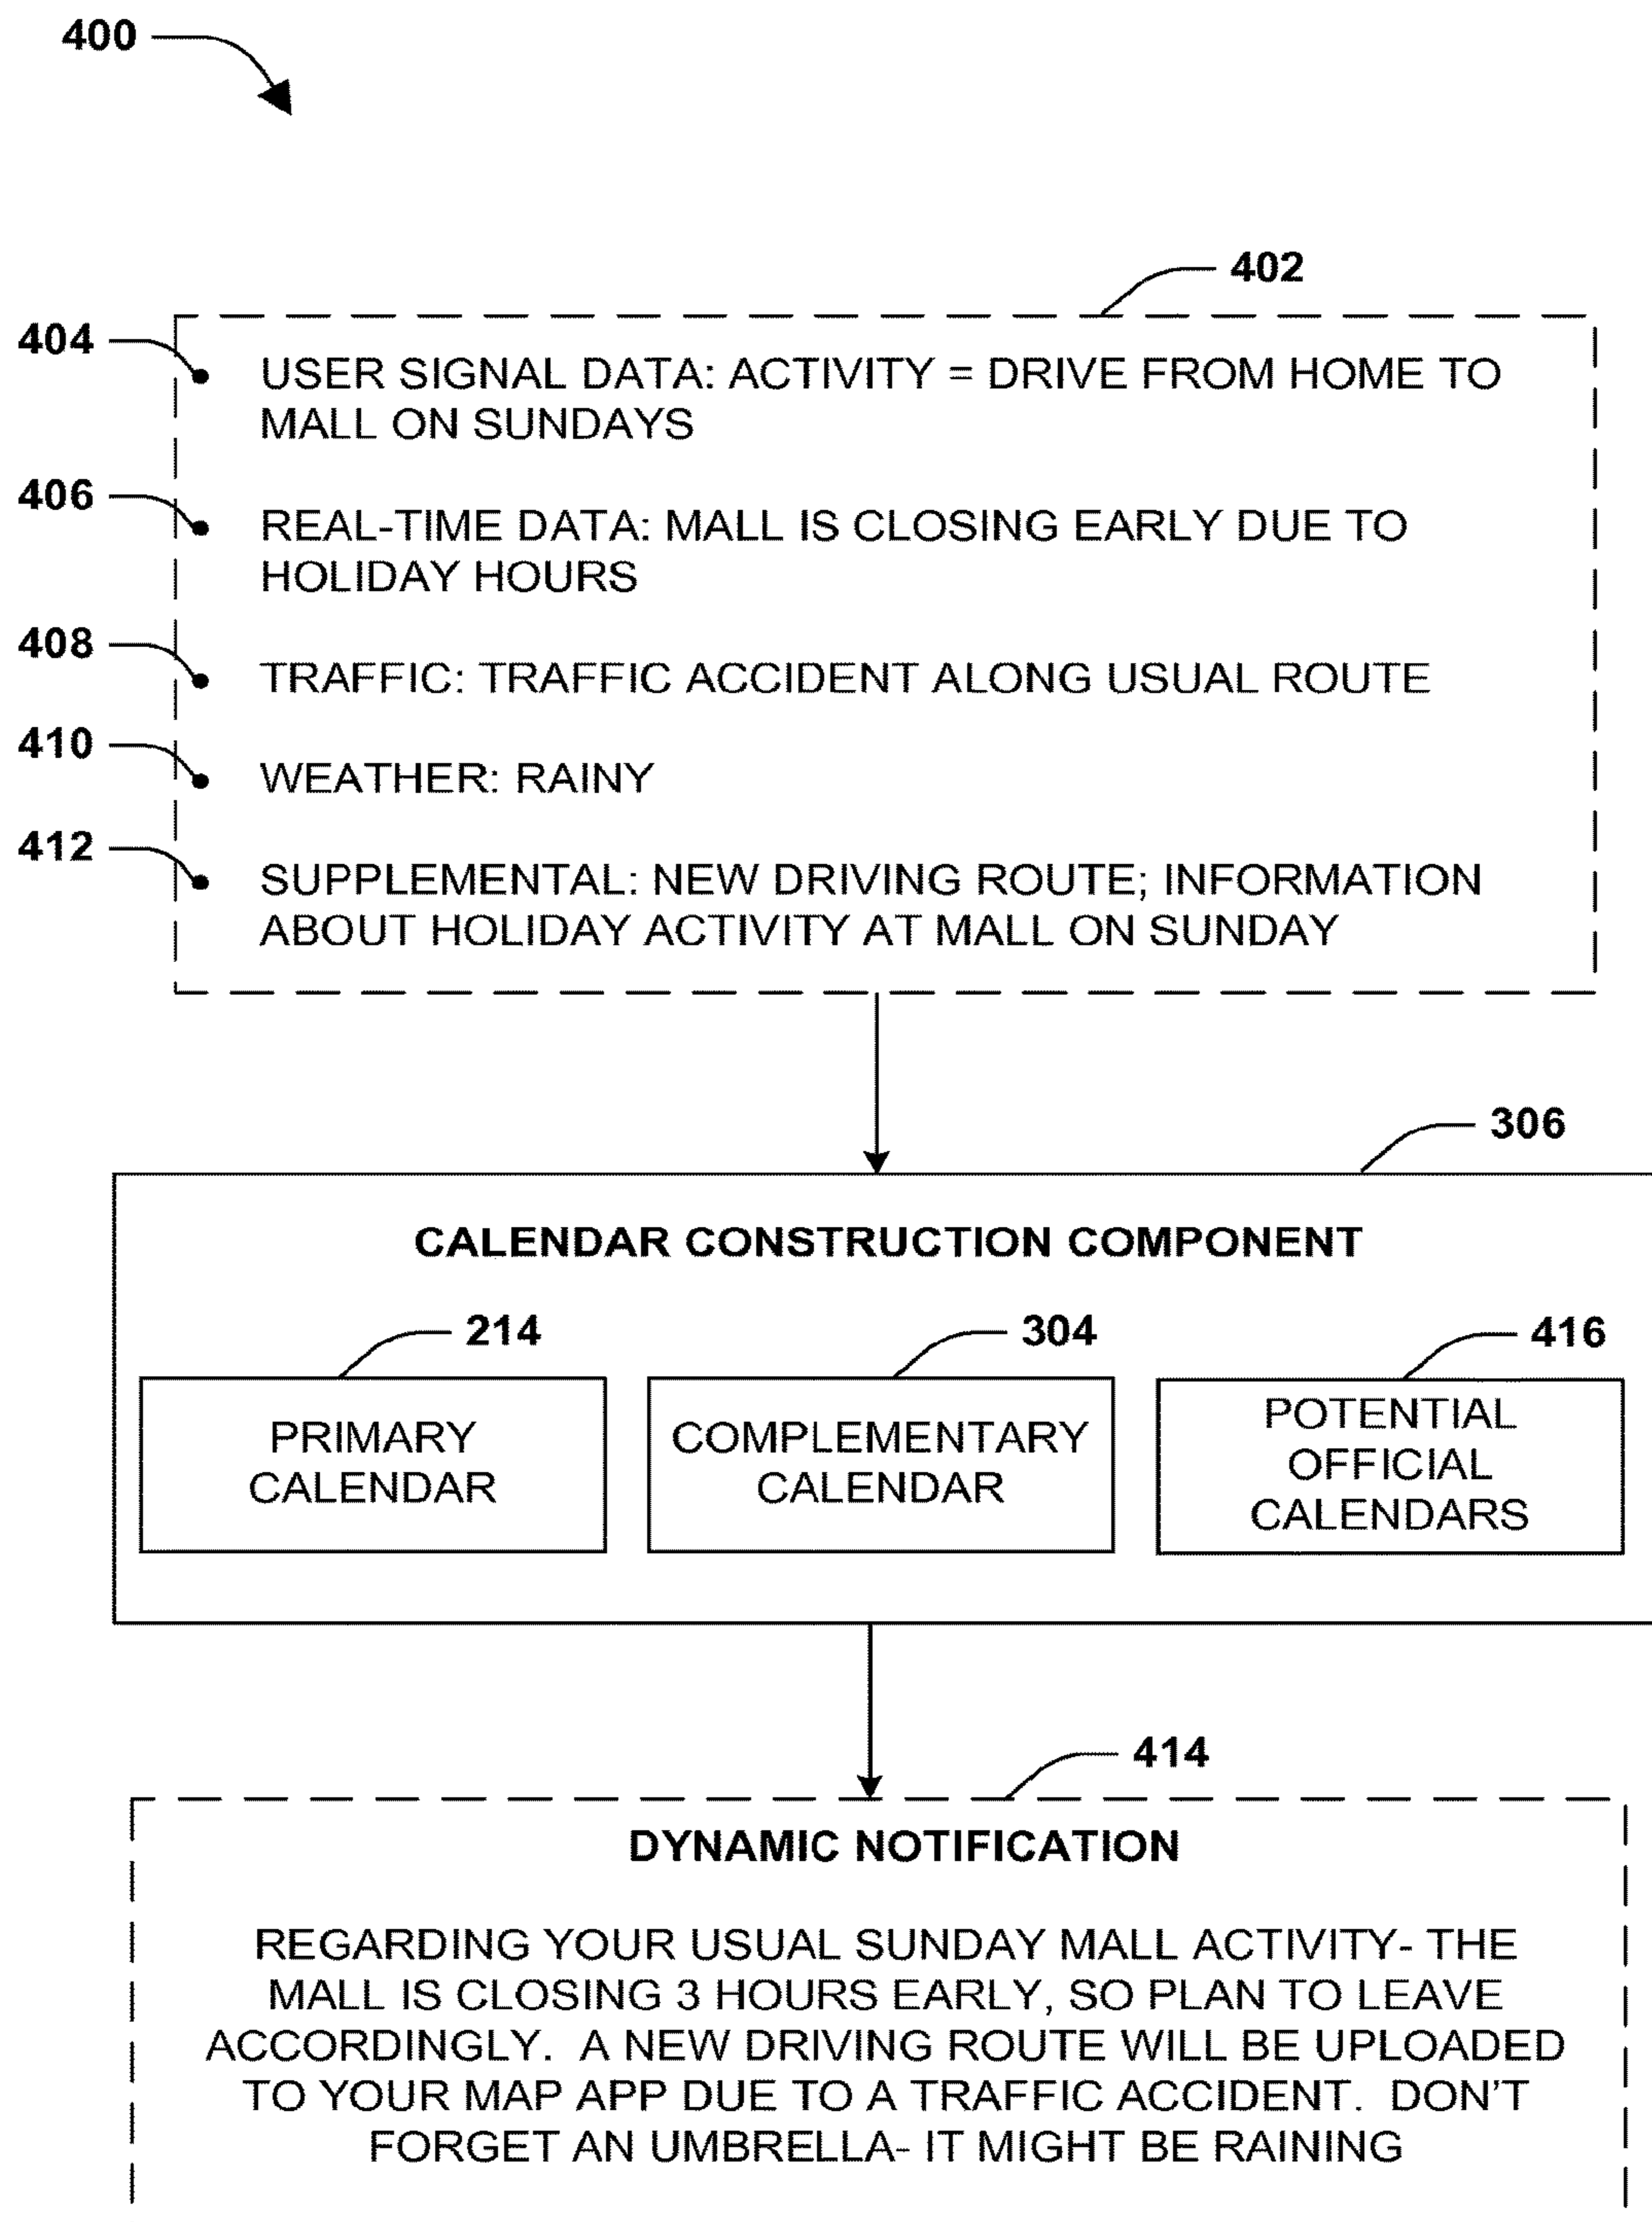 400
402
404
USER SIGNAL DATA: ACTIVITY = DRIVE FROM HOME TO
MALL ON SUNDAYS
406
REAL-TIME DATA: MALL IS CLOSING EARLY DUE TO
HOLIDAY HOURS
408
TRAFFIC: TRAFFIC ACCIDENT ALONG USUAL ROUTE
410
WEATHER: RAINY
412
SUPPLEMENTAL: NEW DRIVING ROUTE; INFORMATION
ABOUT HOLIDAY ACTIVITY AT MALL ON SUNDAY
306
CALENDAR CONSTRUCTION COMPONENT
214
PRIMARY
CALENDAR
304
COMPLEMENTARY
CALENDAR
416
POTENTIAL
OFFICIAL
CALENDARS
414
DYNAMIC NOTIFICATION
REGARDING YOUR USUAL SUNDAY MALL ACTIVITY- THE
MALL IS CLOSING 3 HOURS EARLY, SO PLAN TO LEAVE
ACCORDINGLY.  A NEW DRIVING ROUTE WILL BE UPLOADED
TO YOUR MAP APP DUE TO A TRAFFIC ACCIDENT.  DON'T
FORGET AN UMBRELLA- IT MIGHT BE RAINING